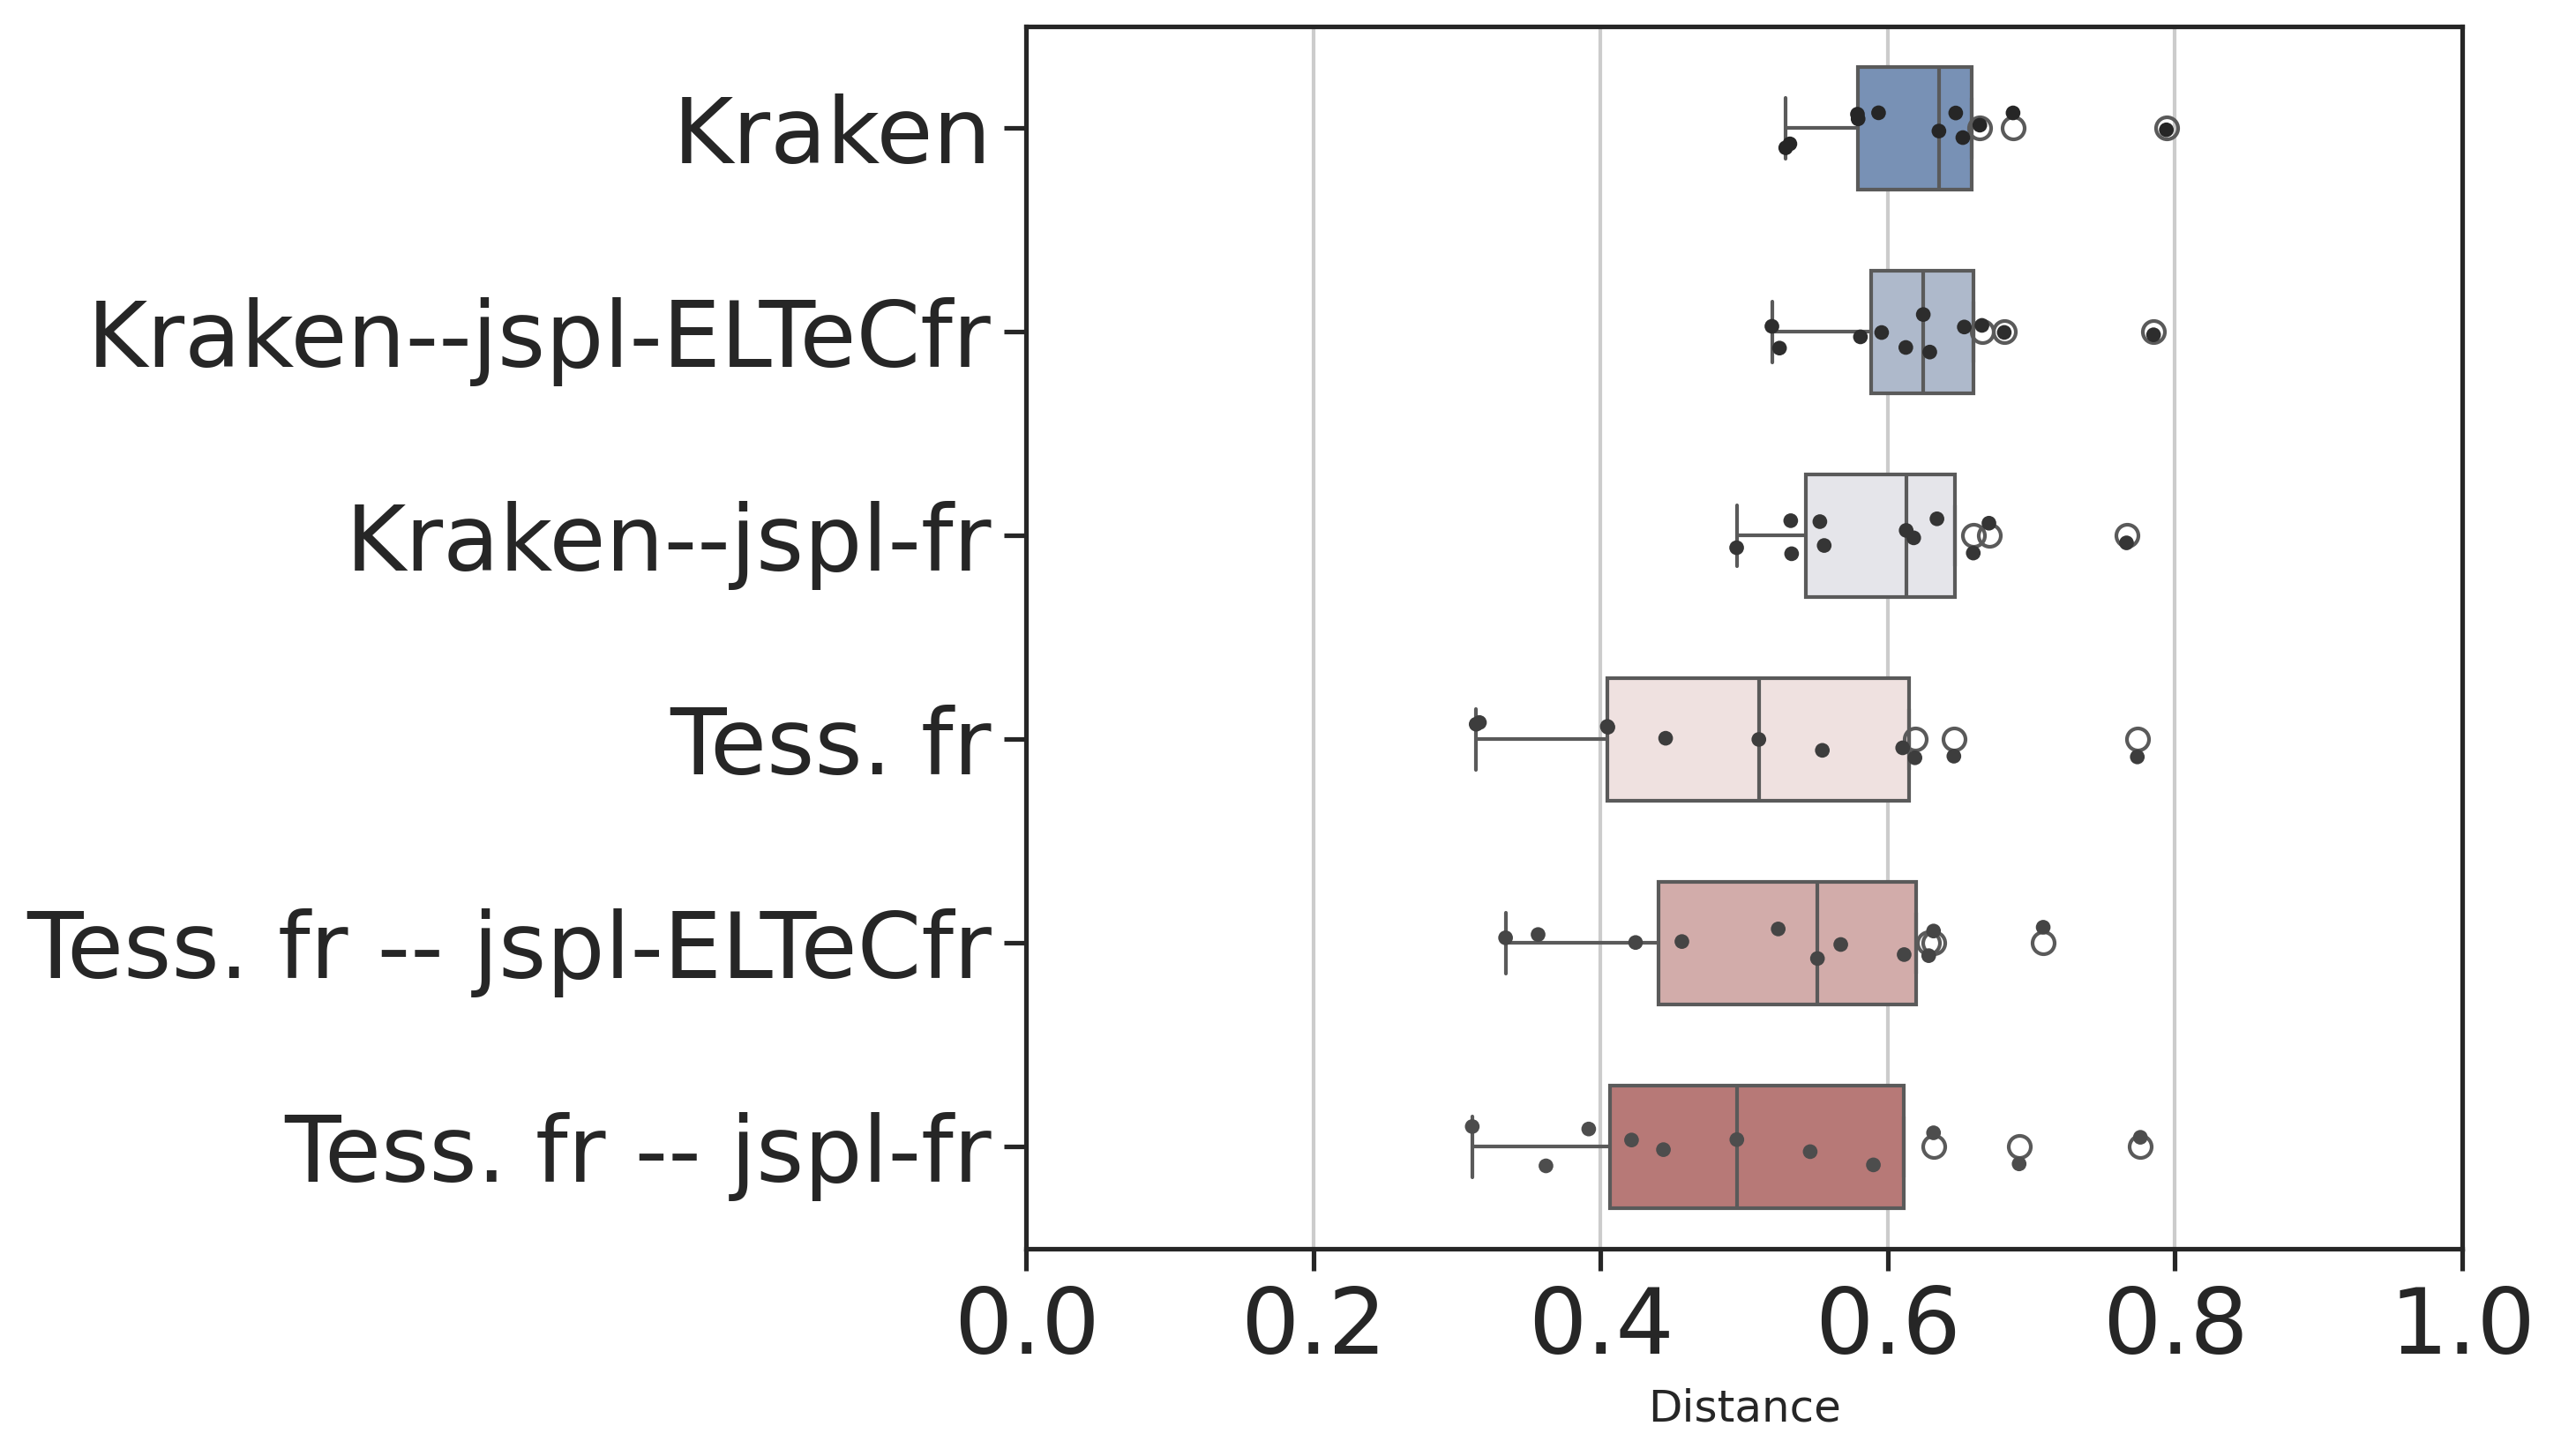 Kraken
Kraken--jspl-ELTeCfr
Kraken--jspl-fr
Tess. fr
Tess. fr -- jspl-ELTeCfr
Tess. fr -- jspl-fr
0.0 0.2 0.4 0.6 0.8 1.0
Distance